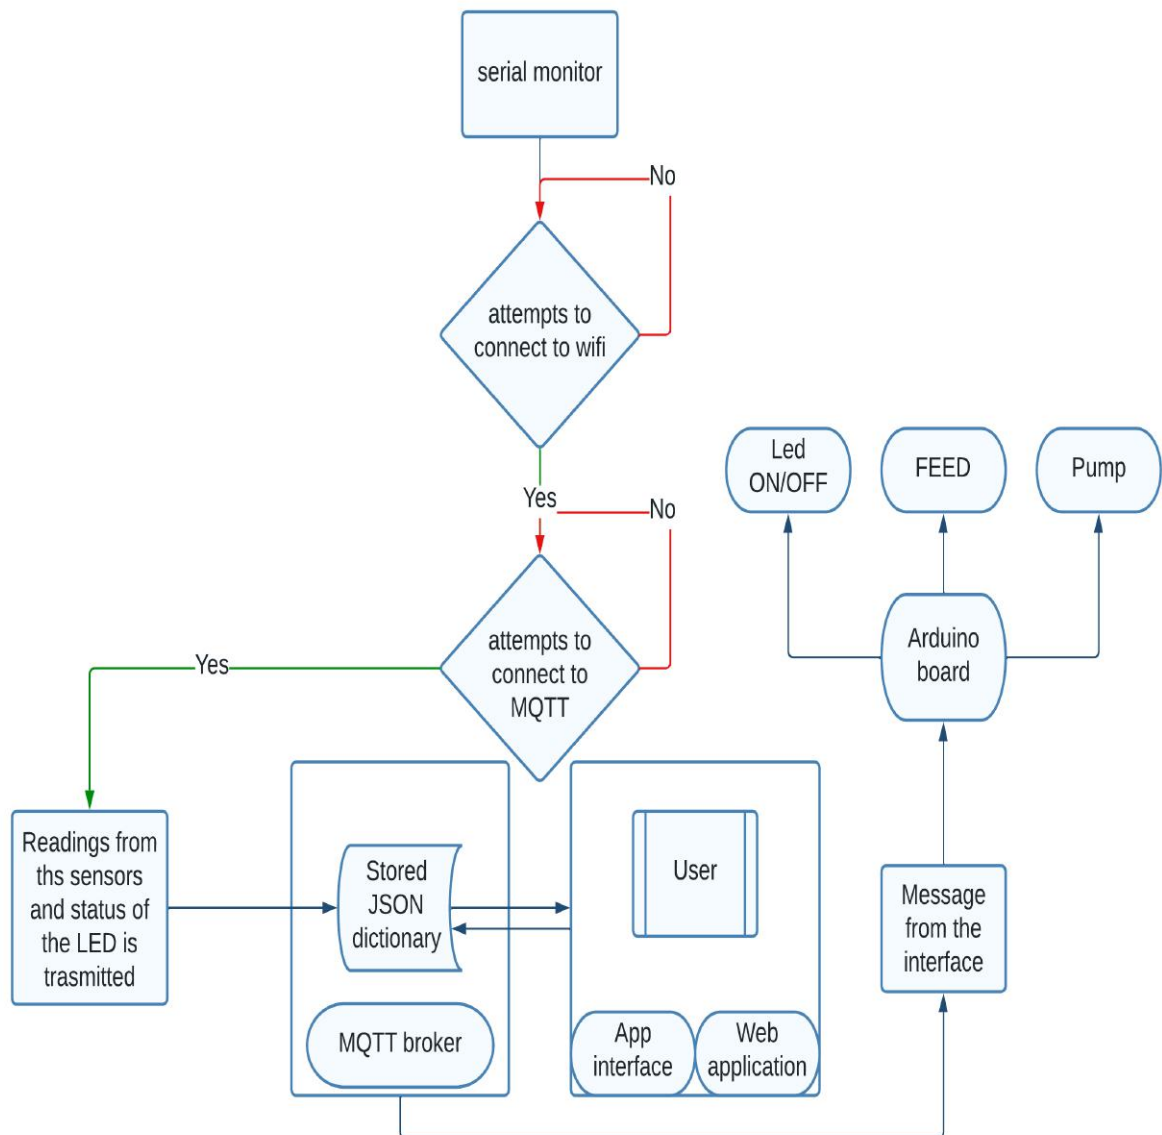 serial monitor
No
attempts to
connect to wifi
Yes
No
Led
ON/OFF
FEED
Pump
attempts to
connect to
MQTT
Yes
Arduino
board
Readings from
ths sensors
and status of
the LED is
trasmitted
Stored
JSON
dictionary
User
Message
from the
interface
MQTT broker
App
interface
Web
application